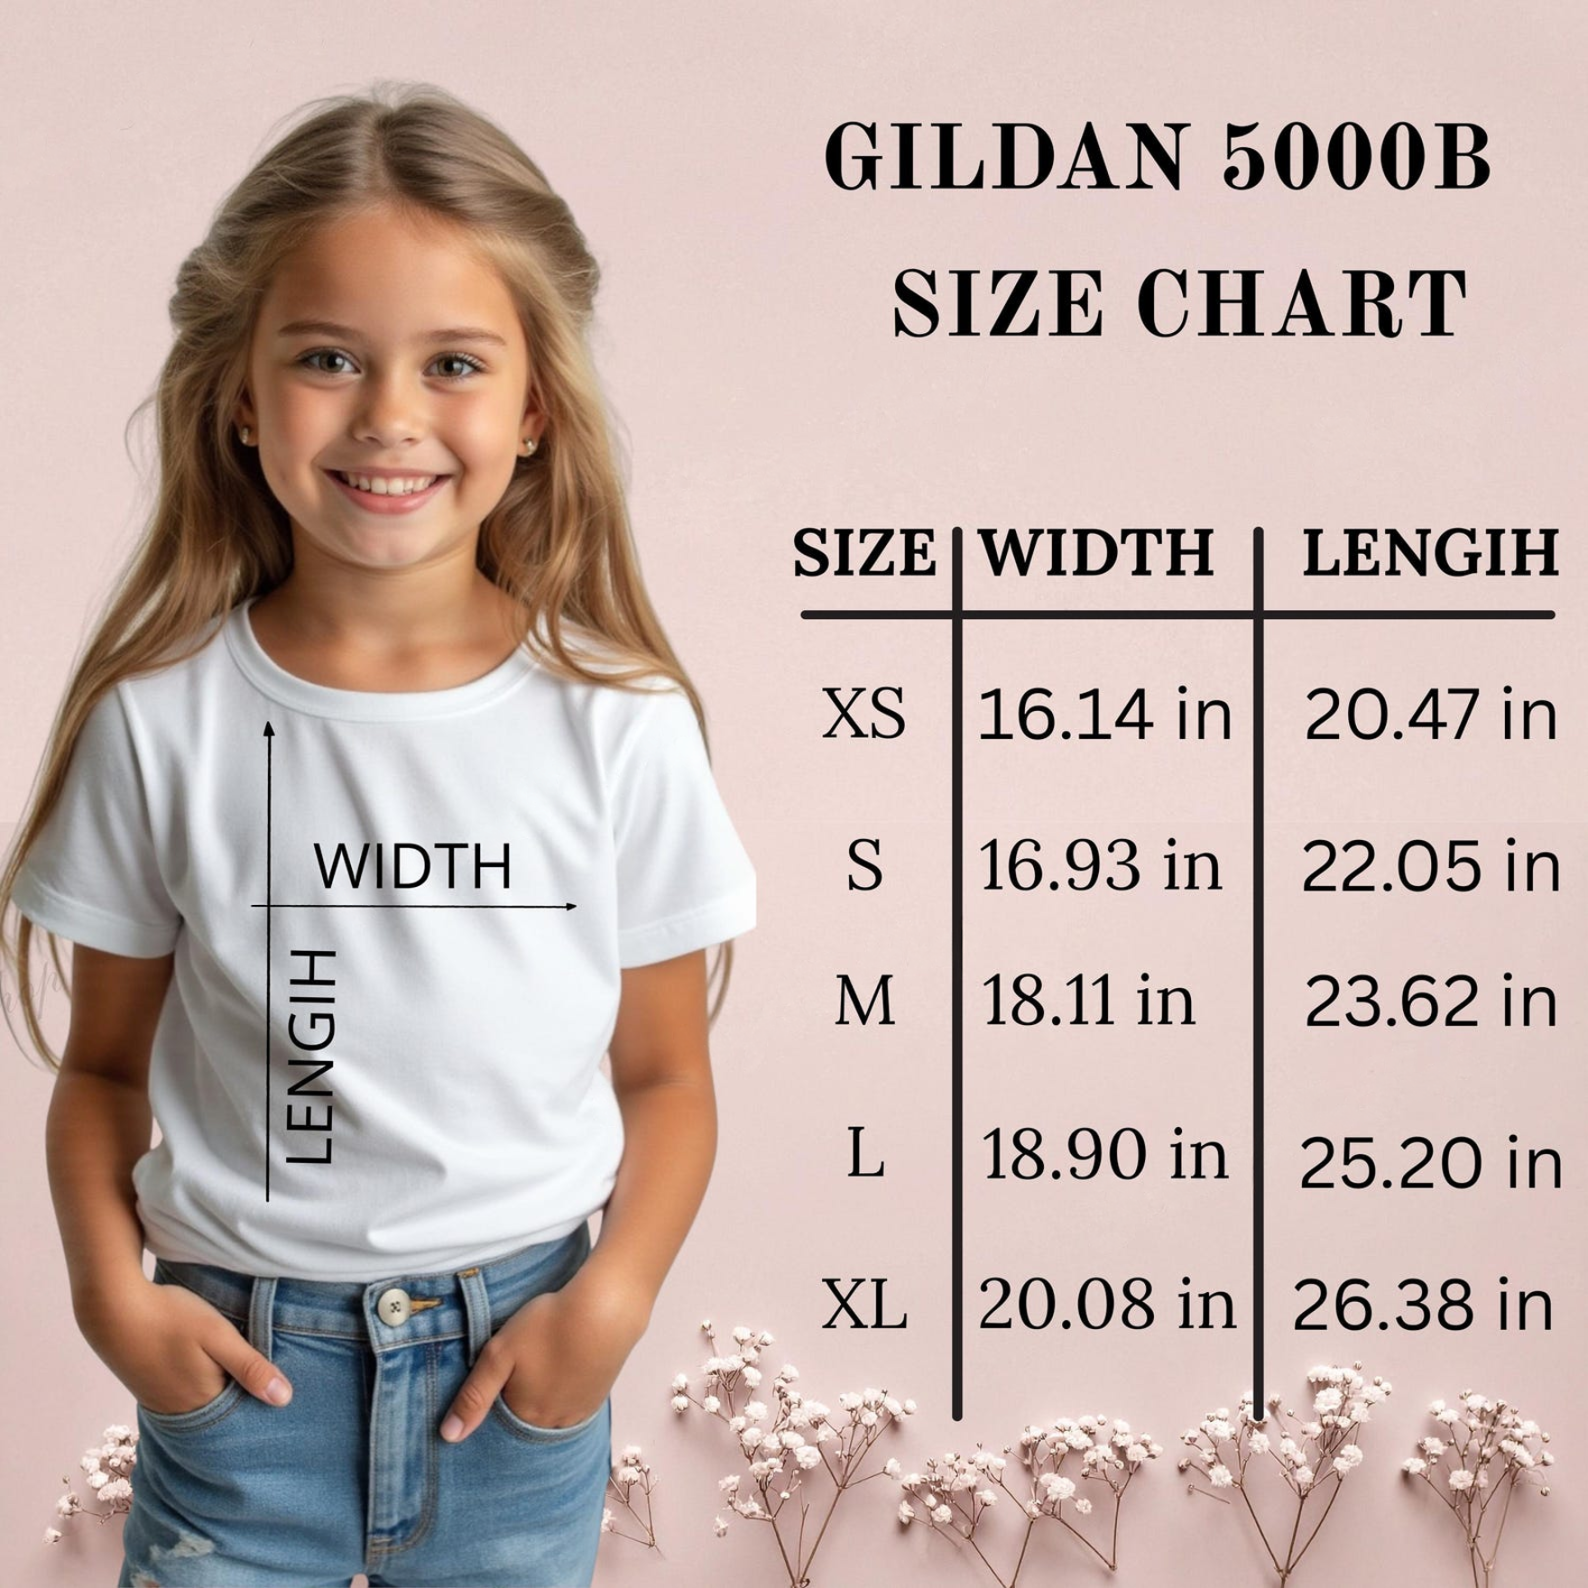 GILDAN 5000B
SIZE CHART
SIZE WIDTH LENGIH
XS 16.14 in 20.47 in
S 16.93 in 22.05 in
M 18.11 in 23.62 in
L 18.90 in 25.20 in
XL 20.08 in 26.38 in
WIDTH
LENGIH